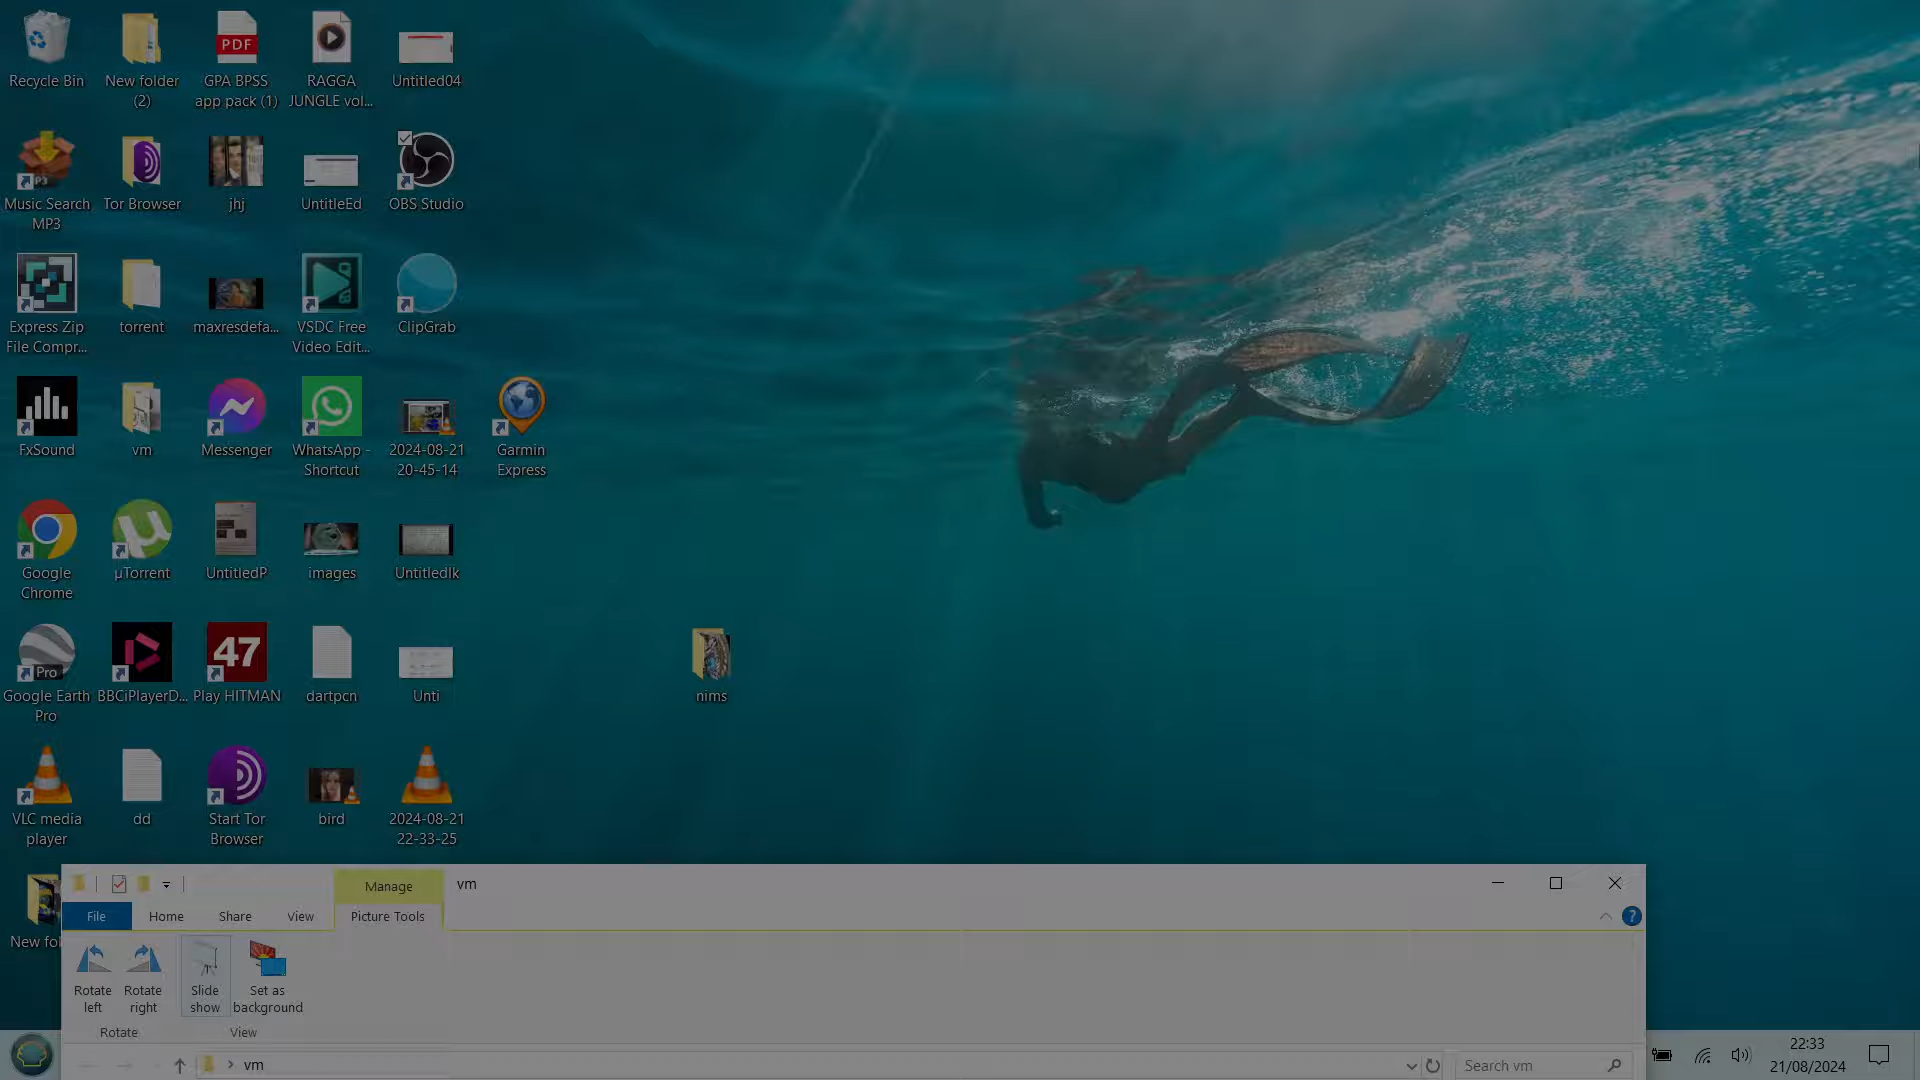 Recycle Bin
New folder
(2)
GPA BPSS
app pack (1)
RAGGA
JUNGLE vol...
Untitled04
Music Search
MP3
Tor Browser
jhj
UntitleEd
OBS Studio
Express Zip
File Compr...
torrent
maxresdefa...
VSDC Free
Video Edit...
ClipGrab
FxSound
vm
Messenger
WhatsApp -
Shortcut
2024-08-21
20-45-14
Garmin
Express
Google
Chrome
µTorrent
UntitledP
images
Untitledlk
Pro
Google Earth
Pro
BBCiPlayerD...
47
Play HITMAN
dartpcn
Unti
nims
VLC media
player
dd
Start Tor
Browser
bird
2024-08-21
22-33-25
New fol
Manage
vm
File
Home
Share
View
Picture Tools
Rotate
left
Rotate
right
Slide
show
Set as
background
Rotate
View
vm
Search vm
22:33
21/08/2024
PDF
P3